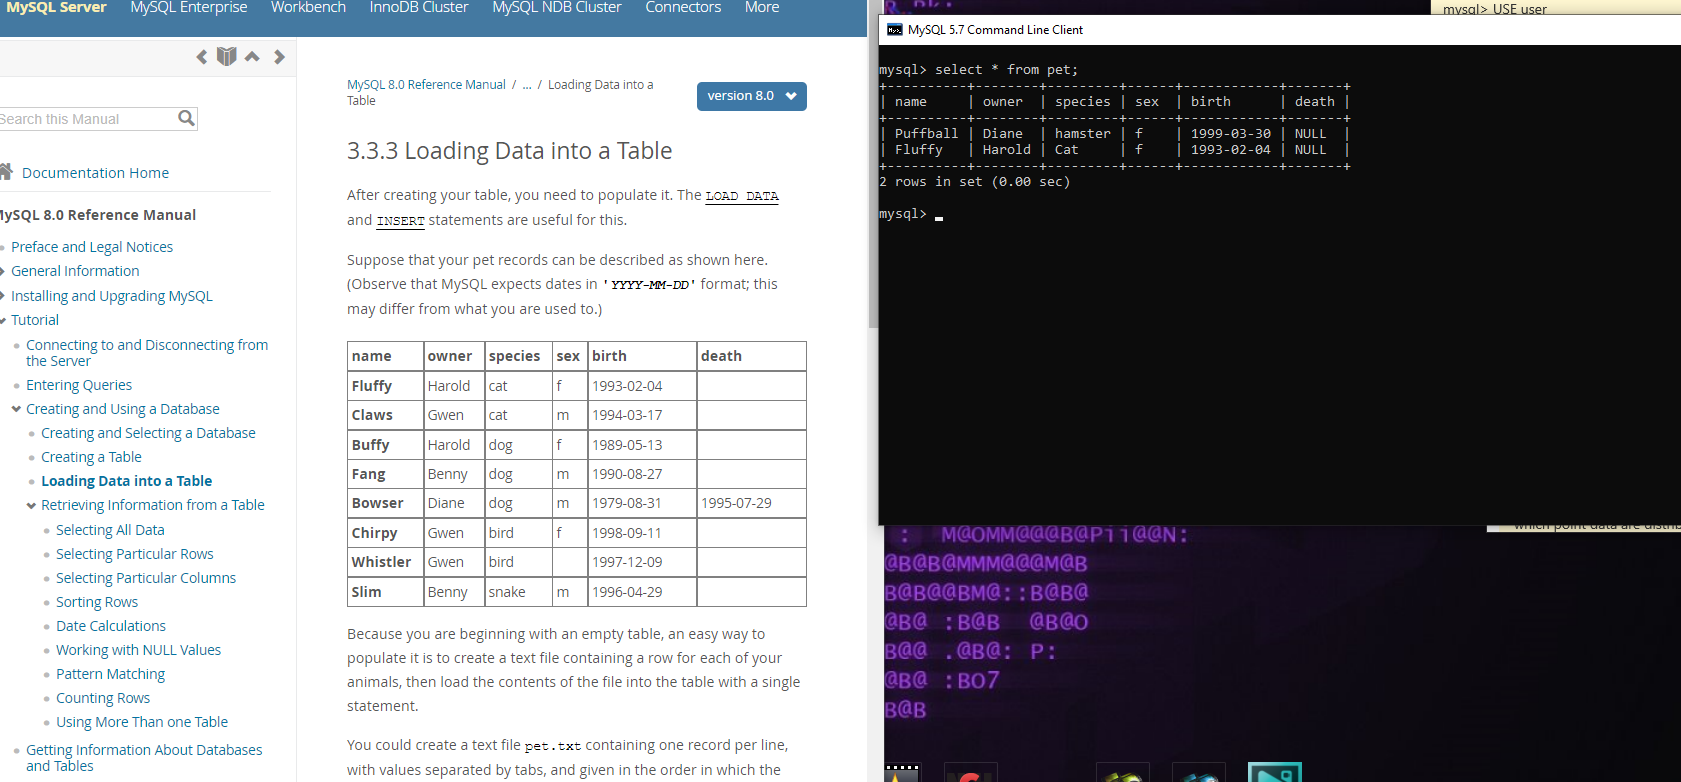 MySQL Server MySQL Enterprise Workbench InnoDB Cluster MySQL NDB Cluster Connectors More
Search this Manual
Documentation Home
MySQL 8.0 Reference Manual
Preface and Legal Notices
General Information
Installing and Upgrading MySQL
Tutorial
Connecting to and Disconnecting from
the Server
Entering Queries
Creating and Using a Database
Creating and Selecting a Database
Creating a Table
Loading Data into a Table
Retrieving Information from a Table
Selecting All Data
Selecting Particular Rows
Selecting Particular Columns
Sorting Rows
Date Calculations
Working with NULL Values
Pattern Matching
Counting Rows
Using More Than one Table
Getting Information About Databases
and Tables
MySQL 8.0 Reference Manual / ... / Loading Data into a
Table
version 8.0
3.3.3 Loading Data into a Table
After creating your table, you need to populate it. The LOAD DATA
and INSERT statements are useful for this.
Suppose that your pet records can be described as shown here.
(Observe that MySQL expects dates in 'YYYY-MM-DD' format; this
may differ from what you are used to.)
name owner species sex birth death
Fluffy Harold cat f 1993-02-04
Claws Gwen cat m 1994-03-17
Buffy Harold dog f 1989-05-13
Fang Benny dog m 1990-08-27
Bowser Diane dog m 1979-08-31 1995-07-29
Chirpy Gwen bird f 1998-09-11
Whistler Gwen bird 1997-12-09
Slim Benny snake m 1996-04-29
Because you are beginning with an empty table, an easy way to
populate it is to create a text file containing a row for each of your
animals, then load the contents of the file into the table with a single
statement.
You could create a text file pet.txt containing one record per line,
with values separated by tabs, and given in the order in which the
mysql> USE user
MySQL 5.7 Command Line Client
mysql> select * from pet;
+----------+--------+---------+------+------------+-------+
| name | owner | species | sex | birth | death |
+----------+--------+---------+------+------------+-------+
| Puffball | Diane | hamster | f | 1999-03-30 | NULL |
| Fluffy | Harold | Cat | f | 1993-02-04 | NULL |
+----------+--------+---------+------+------------+-------+
2 rows in set (0.00 sec)
mysql>
which point data are distrib
: M@OMM@@@B@Pii@@N:
@B@B@MMMM@@@M@B
B@B@@BM@::B@B@
@B@ :B@B @B@O
B@@ .@B@: P:
@B@ :BO7
B@B